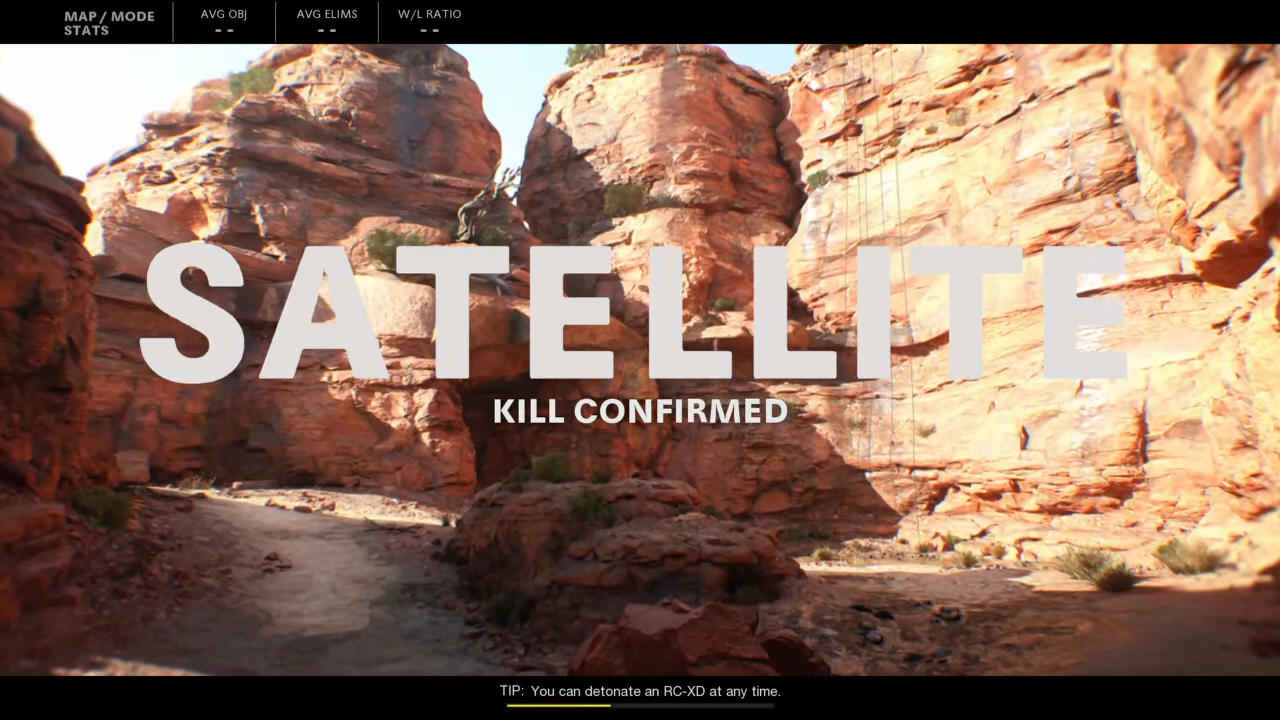 MAP / MODE
STATS
AVG OBJ
--
AVG ELIMS
--
W/L RATIO
--
SATELLITE
KILL CONFIRMED
TIP: You can detonate an RC-XD at any time.